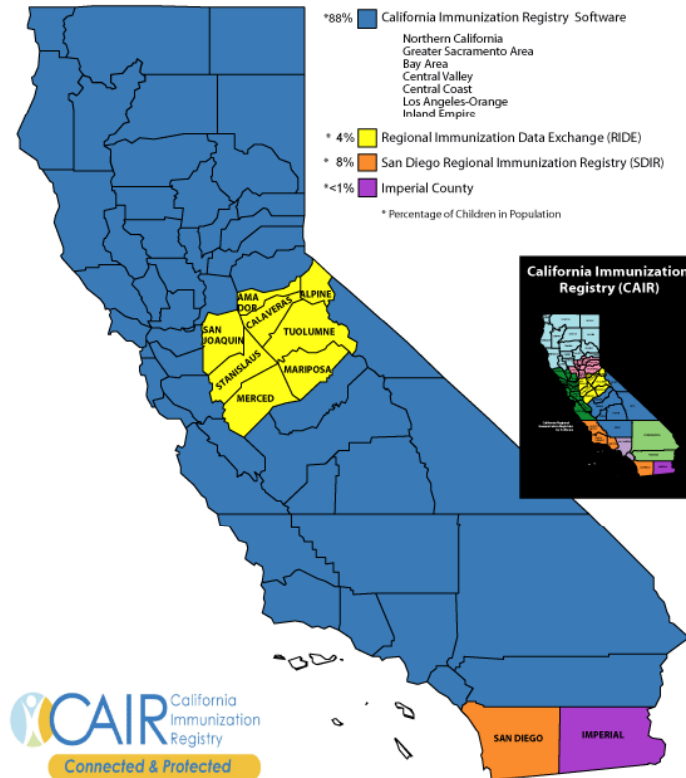 *88% California Immunization Registry Software
Northern California
Greater Sacramento Area
Bay Area
Central Valley
Central Coast
Los Angeles-Orange
Inland Empire
* 4% Regional Immunization Data Exchange (RIDE)
* 8% San Diego Regional Immunization Registry (SDIR)
*<1% Imperial County
* Percentage of Children in Population
California Immunization
Registry (CAIR)
AMA
DOR
ALPINE
CALAVERAS
SAN
JOAQUIN
TUOLUMNE
STANISLAUS
MARIPOSA
MERCED
SAN DIEGO
IMPERIAL
CAIR
California
Immunization
Registry
Connected & Protected